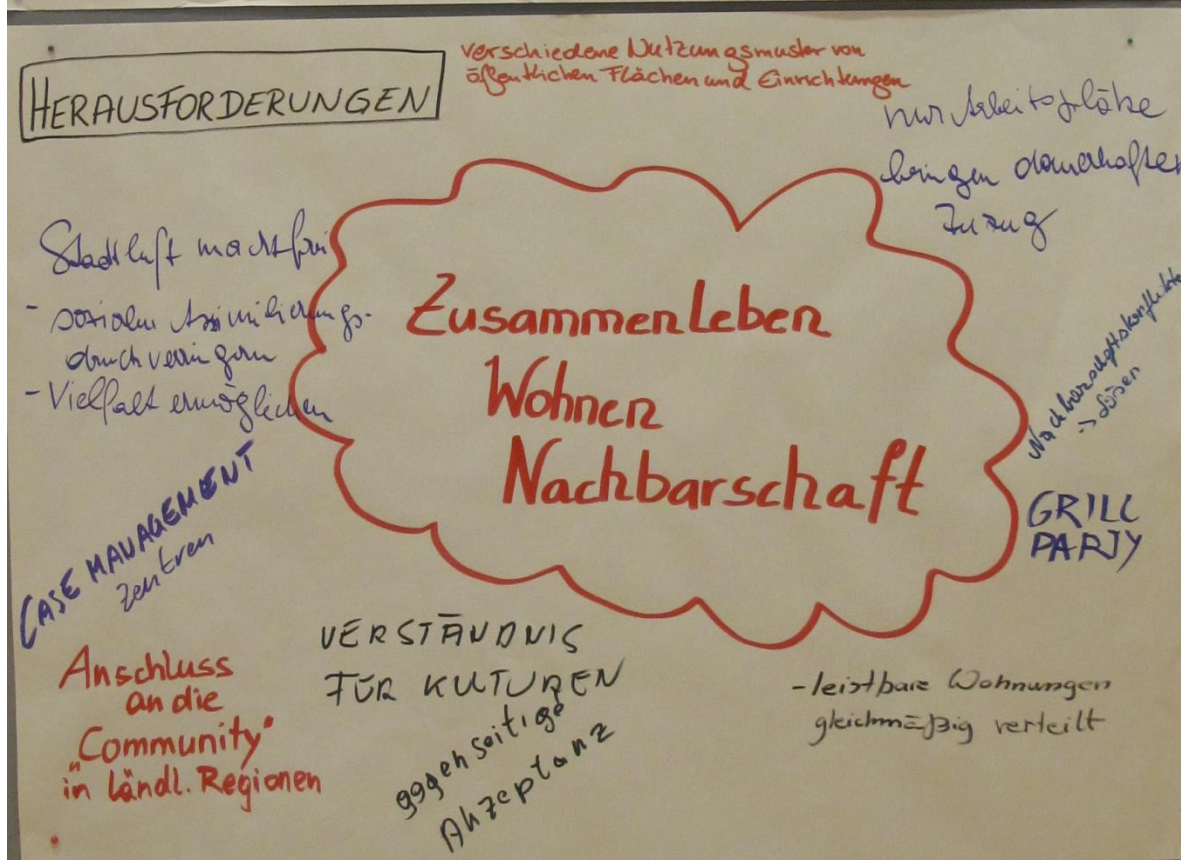 HERAUSFORDERUNGEN
verschiedene Nutzungsmuster von
öffentlichen Flächen und Einrichtungen
nur Arbeitsplätze
bringen dauerhaften
Zuzug
Stadtluft macht frei
- sozialen Assimilierungs-
druck verringern
- Vielfalt ermöglichen
Zusammenleben
Wohnen
Nachbarschaft
Nachbarschaftskonflikte
-> lösen
GRILL
PARTY
CASE MANAGEMENT
Zentren
Anschluss
an die
„Community"
in ländl. Regionen
VERSTÄNDNIS
FÜR KULTUREN
gegenseitige
Akzeptanz
- leistbare Wohnungen
gleichmäßig verteilt